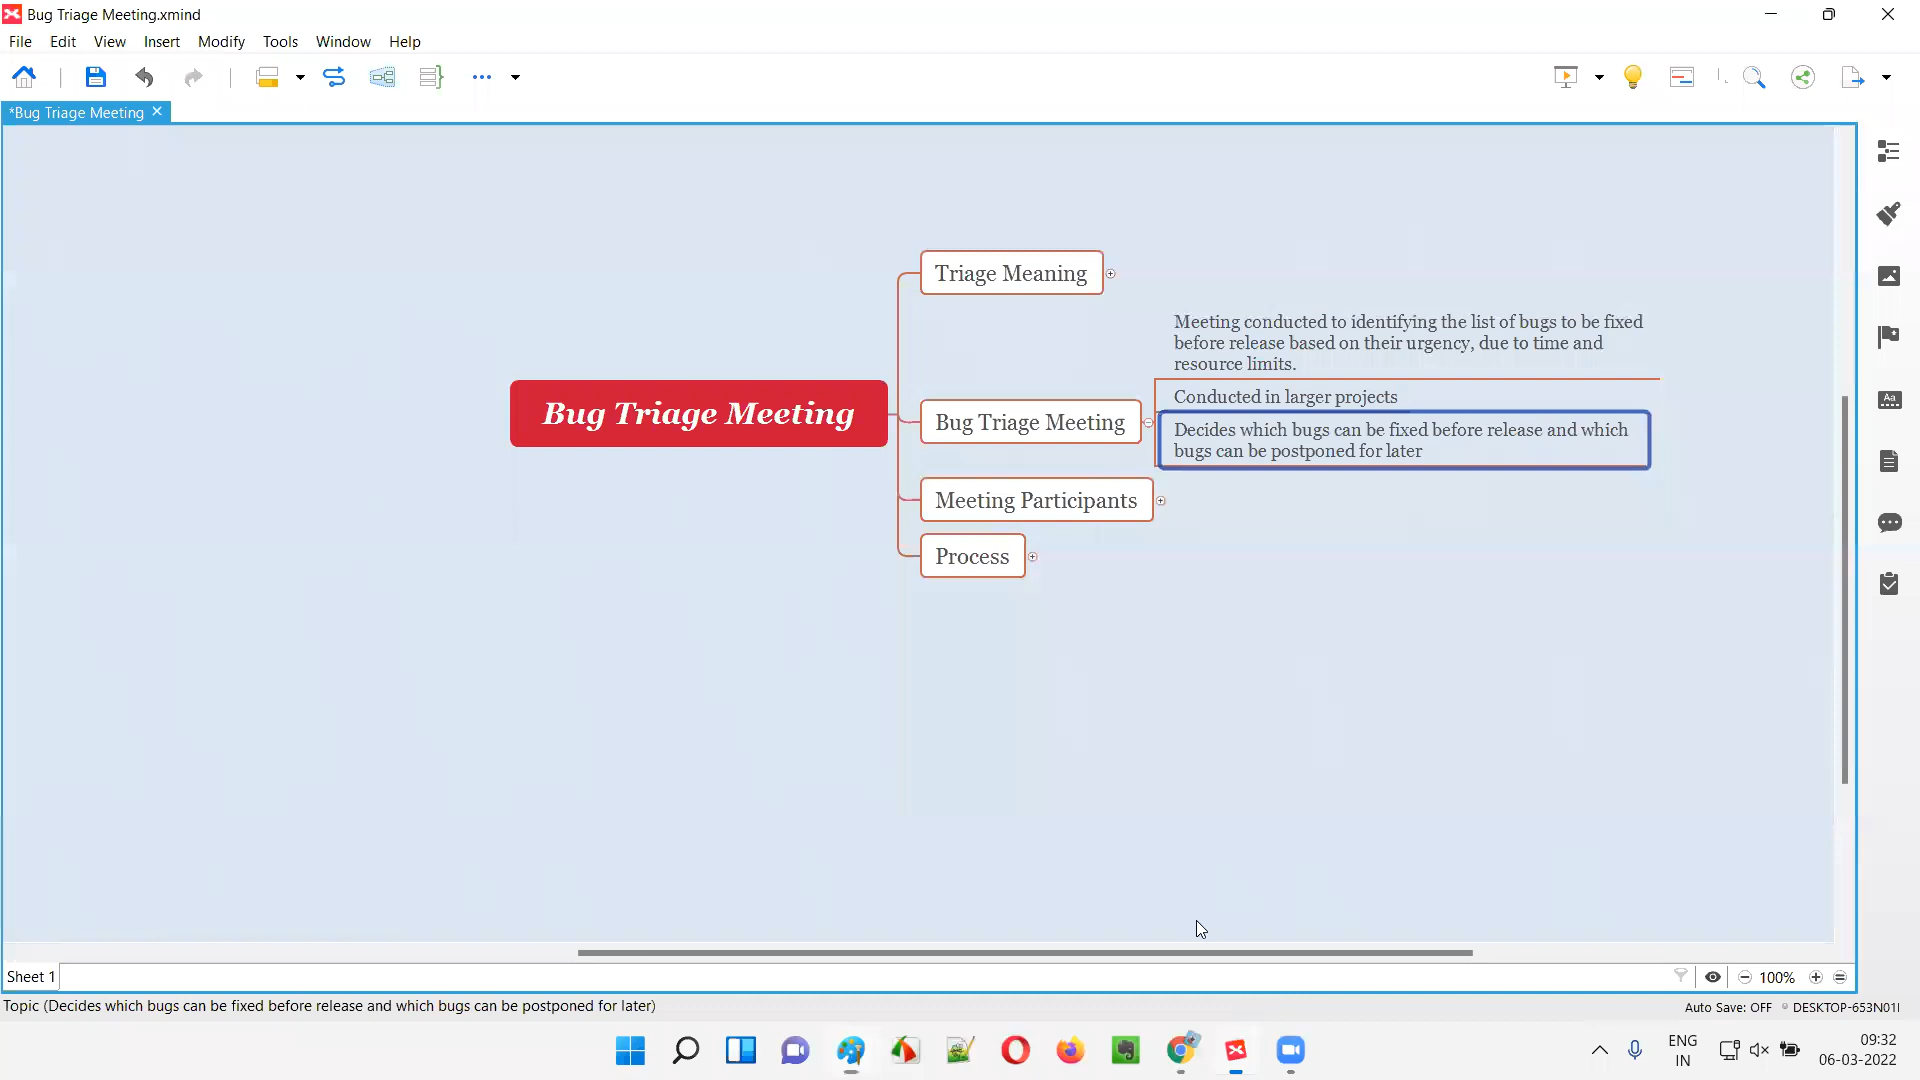 Bug Triage Meeting.xmind
File Edit View Insert Modify Tools Window Help
*Bug Triage Meeting
Triage Meaning
Meeting conducted to identifying the list of bugs to be fixed
before release based on their urgency, due to time and
resource limits.
Conducted in larger projects
Bug Triage Meeting
Bug Triage Meeting
Decides which bugs can be fixed before release and which
bugs can be postponed for later
Meeting Participants
Process
Aa
Sheet 1
100%
Topic (Decides which bugs can be fixed before release and which bugs can be postponed for later)
Auto Save: OFF
DESKTOP-653N01I
ENG
IN
09:32
06-03-2022